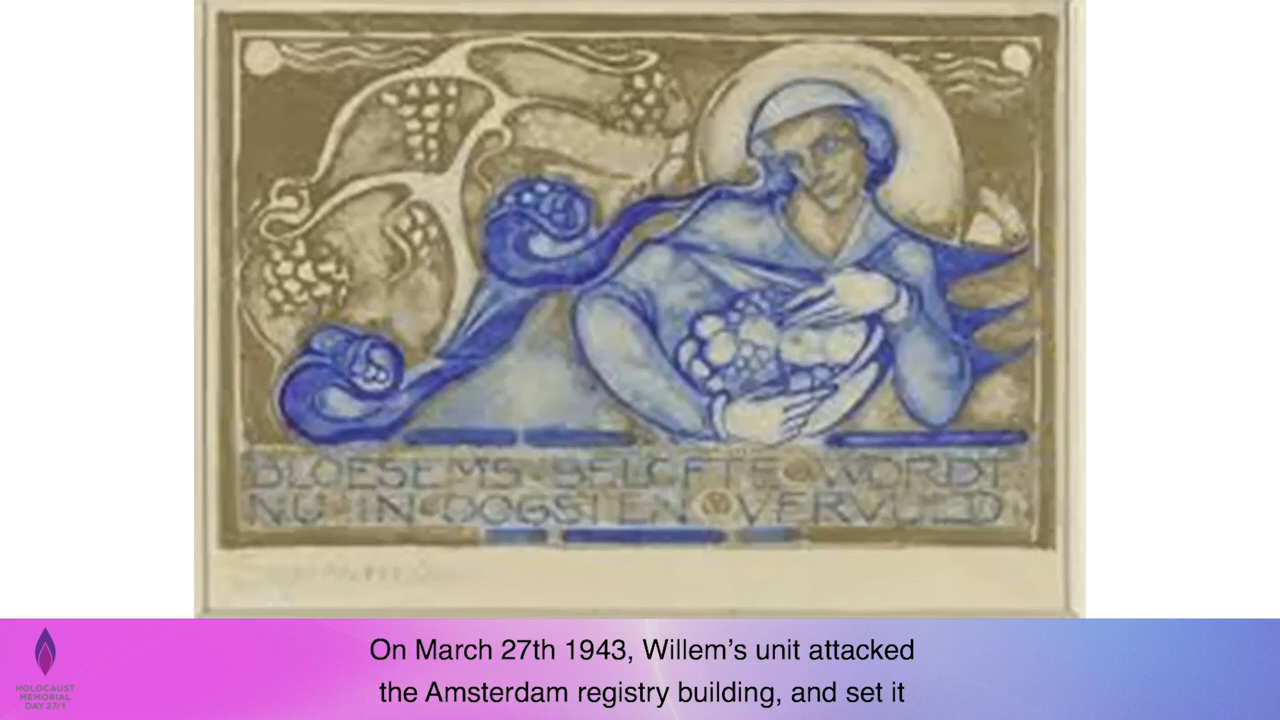 BLOESEMS BELOFTE WORDT
NU IN OOGSTEN VERVULD
On March 27th 1943, Willem’s unit attacked
the Amsterdam registry building, and set it
HOLOCAUST
MEMORIAL
DAY 27/1